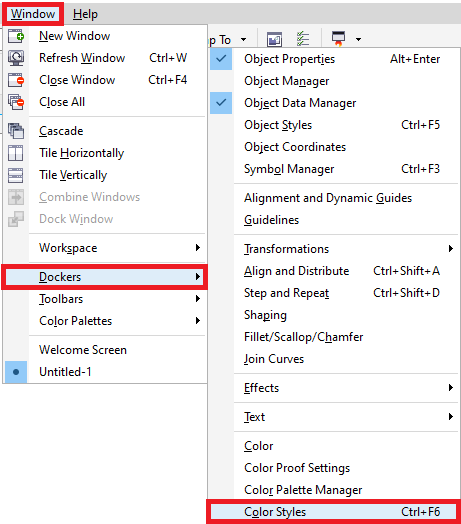 Window Help
New Window
Refresh Window Ctrl+W
Close Window Ctrl+F4
Close All
Cascade
Tile Horizontally
Tile Vertically
Combine Windows
Dock Window
Workspace
Dockers
Toolbars
Color Palettes
Welcome Screen
Untitled-1
To
Object Properties Alt+Enter
Object Manager
Object Data Manager
Object Styles Ctrl+F5
Object Coordinates
Symbol Manager Ctrl+F3
Alignment and Dynamic Guides
Guidelines
Transformations
Align and Distribute Ctrl+Shift+A
Step and Repeat Ctrl+Shift+D
Shaping
Fillet/Scallop/Chamfer
Join Curves
Effects
Text
Color
Color Proof Settings
Color Palette Manager
Color Styles Ctrl+F6